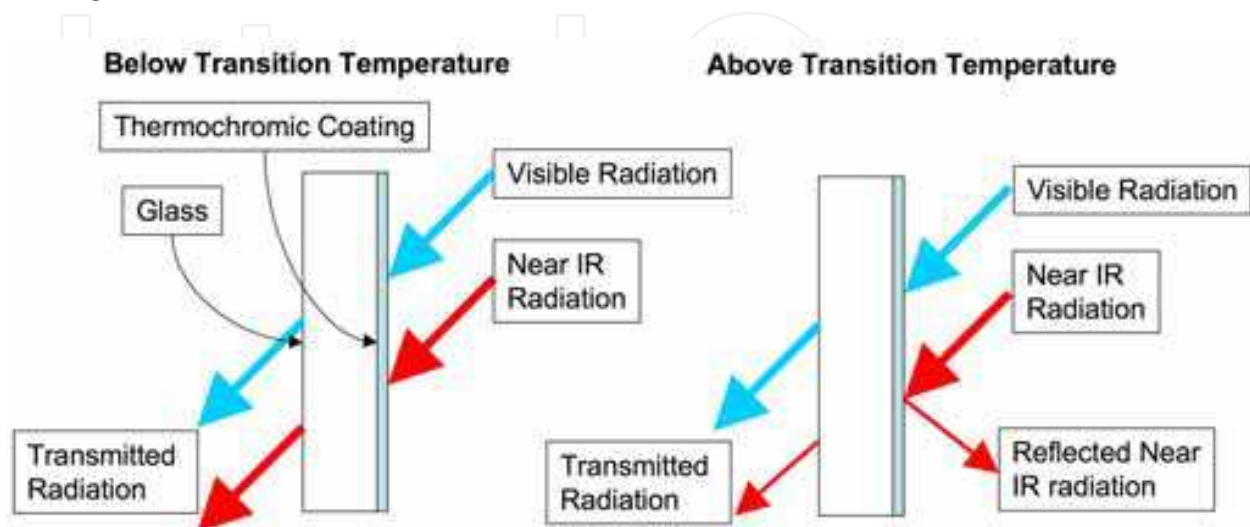 Below Transition Temperature
Thermochromic Coating
Glass
Visible Radiation
Near IR
Radiation
Transmitted
Radiation
Above Transition Temperature
Visible Radiation
Near IR
Radiation
Transmitted
Radiation
Reflected Near
IR radiation